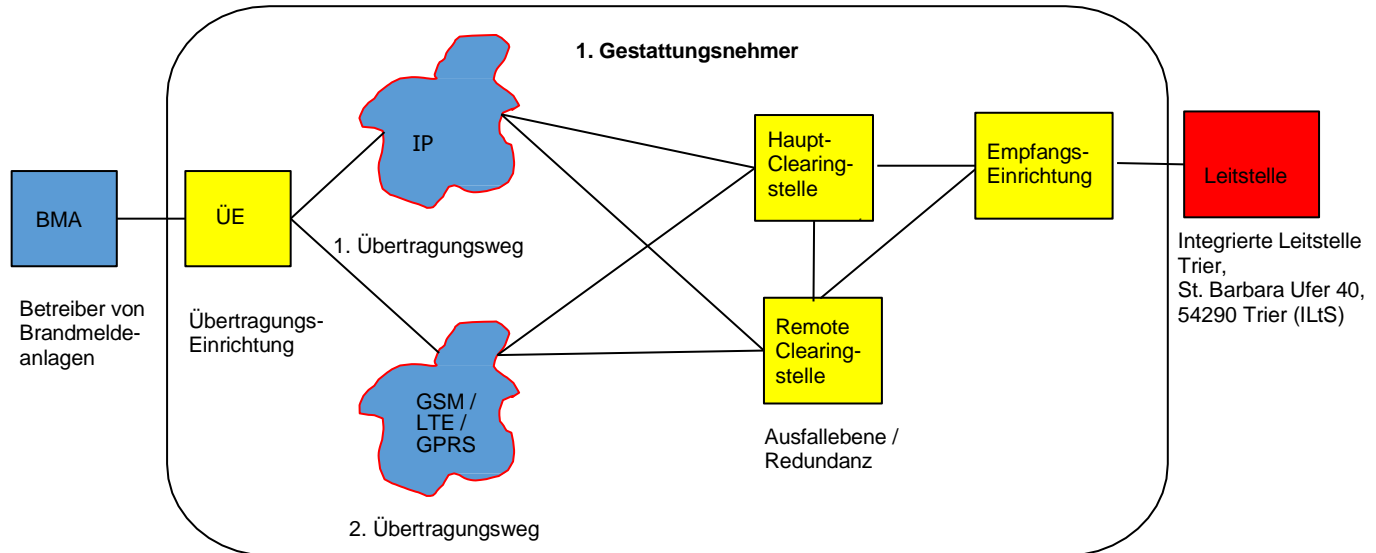 1. Gestattungsnehmer
BMA
Betreiber von
Brandmelde-
anlagen
ÜE
Übertragungs-
Einrichtung
IP
1. Übertragungsweg
GSM /
LTE /
GPRS
2. Übertragungsweg
Haupt-
Clearing-
stelle
Remote
Clearing-
stelle
Ausfallebene /
Redundanz
Empfangs-
Einrichtung
Leitstelle
Integrierte Leitstelle
Trier,
St. Barbara Ufer 40,
54290 Trier (ILtS)